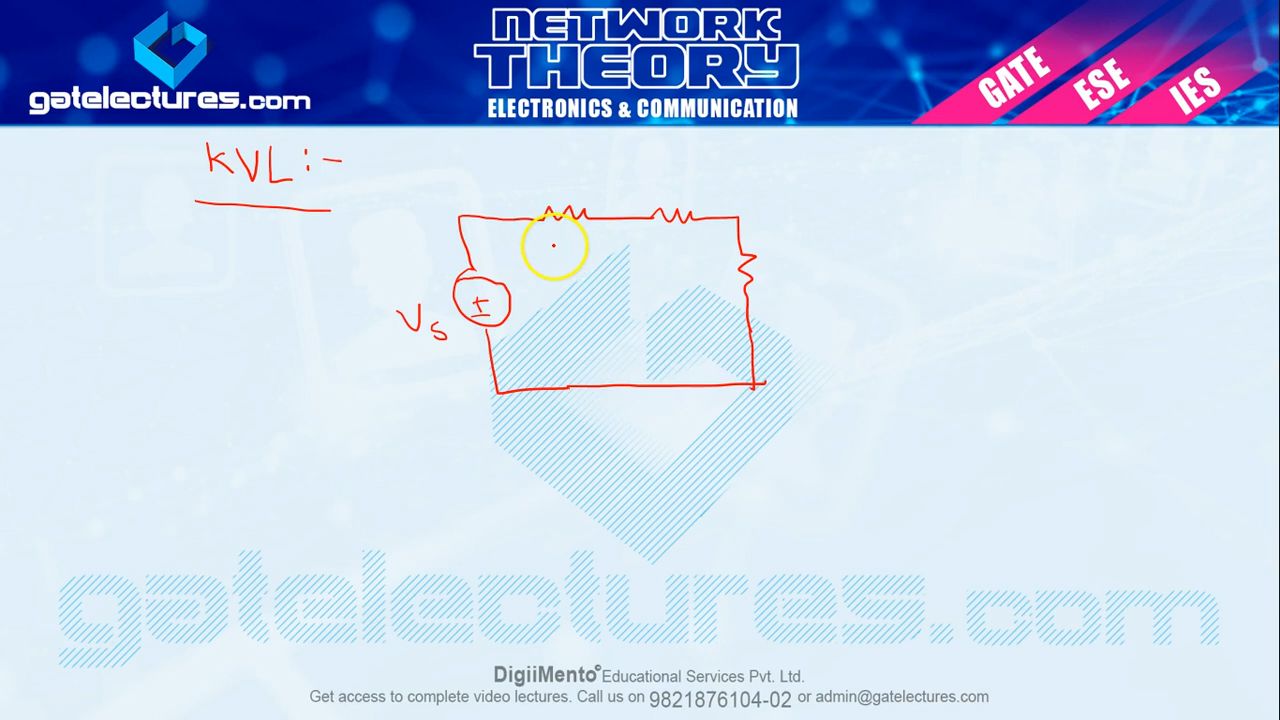 gatelectures.com
NETWORK
THEORY
ELECTRONICS & COMMUNICATION
GATE
ESE
IES
KVL:-
Vs
±
gatelectures.com
DigiiMento© Educational Services Pvt. Ltd.
Get access to complete video lectures. Call us on 9821876104-02 or admin@gatelectures.com